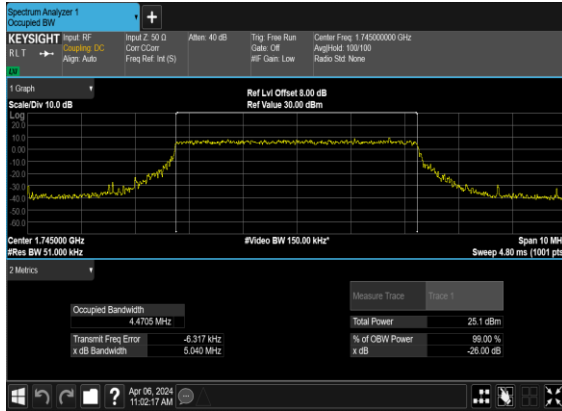 Spectrum Analyzer 1
Occupied BW
KEYSIGHT Input: RF Input Z: 50 Ω Atten: 40 dB Trig: Free Run Center Freq: 1.745000000 GHz
RLT Coupling: DC Corr CCorr Gate: Off Avg|Hold: 100/100
Align: Auto Freq Ref: Int (S) #IF Gain: Low Radio Std: None
1 Graph Ref Lvl Offset 8.00 dB
Scale/Div 10.0 dB Ref Value 30.00 dBm
Log
20.0
10.0
0.00
-10.0
-20.0
-30.0
-40.0
-50.0
-60.0
Center 1.745000 GHz #Video BW 150.00 kHz* Span 10 MH
#Res BW 51.000 kHz Sweep 4.80 ms (1001 pts
2 Metrics
Measure Trace Trace 1
Occupied Bandwidth
4.4705 MHz Total Power 25.1 dBm
Transmit Freq Error -6.317 kHz % of OBW Power 99.00 %
x dB Bandwidth 5.040 MHz x dB -26.00 dB
? Apr 06, 2024
11:02:17 AM